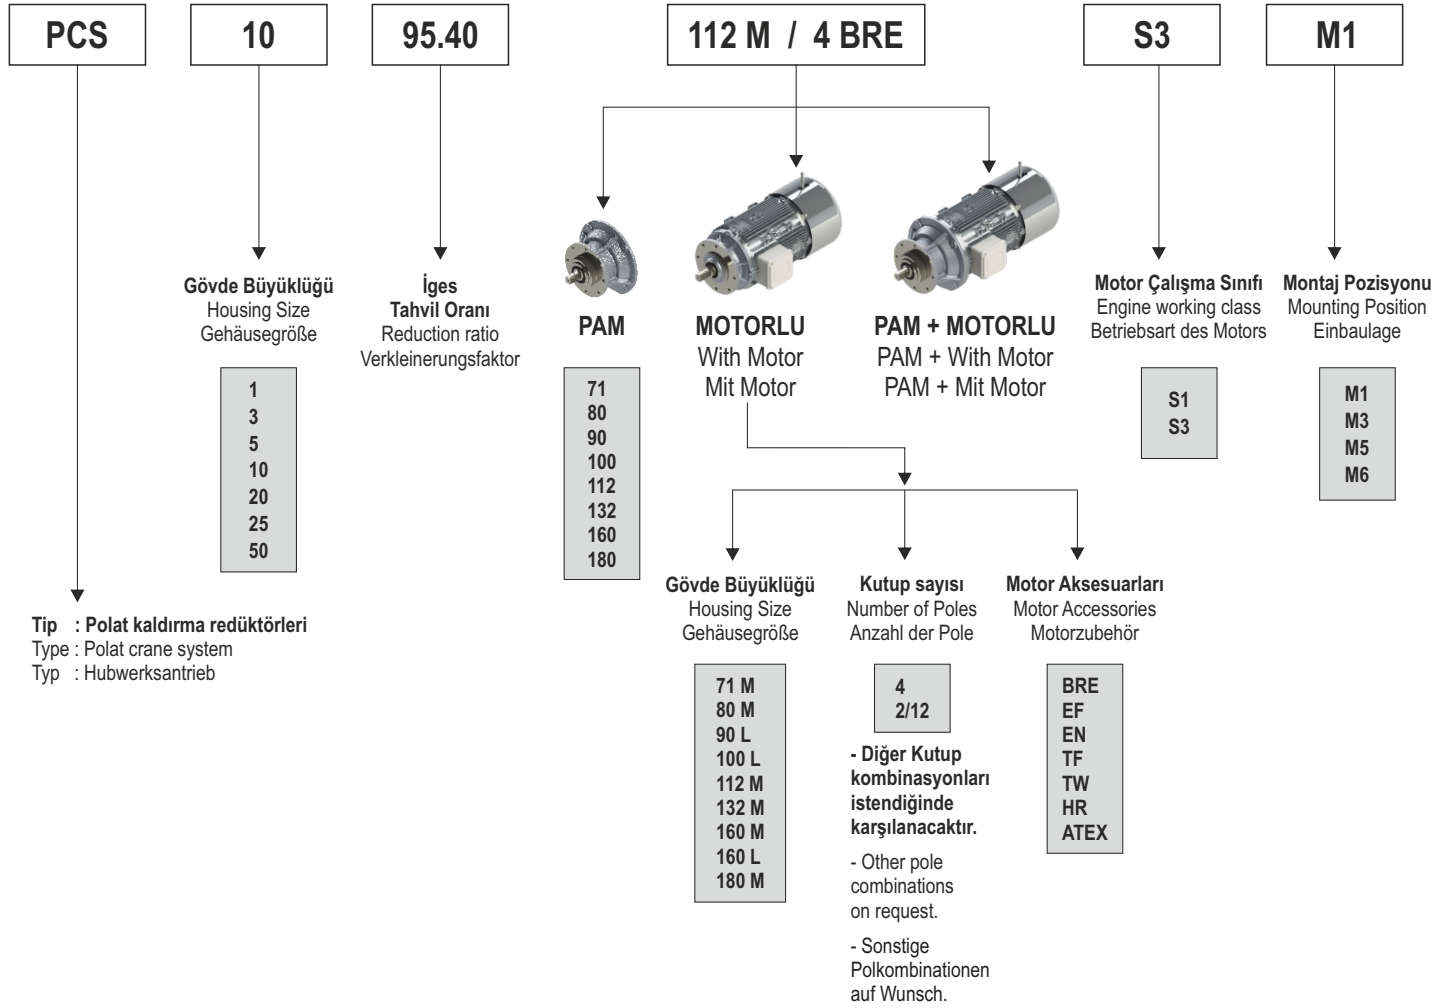 PCS
10
95.40
112 M / 4 BRE
S3
M1
Gövde Büyüklüğü
Housing Size
Gehäusegröße
1
3
5
10
20
25
50
İges
Tahvil Oranı
Reduction ratio
Verkleinerungsfaktor
PAM
71
80
90
100
112
132
160
180
MOTORLU
With Motor
Mit Motor
PAM + MOTORLU
PAM + With Motor
PAM + Mit Motor
Motor Çalışma Sınıfı
Engine working class
Betriebsart des Motors
S1
S3
Montaj Pozisyonu
Mounting Position
Einbaulage
M1
M3
M5
M6
Tip : Polat kaldırma redüktörleri
Type : Polat crane system
Typ : Hubwerksantrieb
Gövde Büyüklüğü
Housing Size
Gehäusegröße
71 M
80 M
90 L
100 L
112 M
132 M
160 M
160 L
180 M
Kutup sayısı
Number of Poles
Anzahl der Pole
4
2/12
- Diğer Kutup
kombinasyonları
istendiğinde
karşılanacaktır.
- Other pole
combinations
on request.
- Sonstige
Polkombinationen
auf Wunsch.
Motor Aksesuarları
Motor Accessories
Motorzubehör
BRE
EF
EN
TF
TW
HR
ATEX